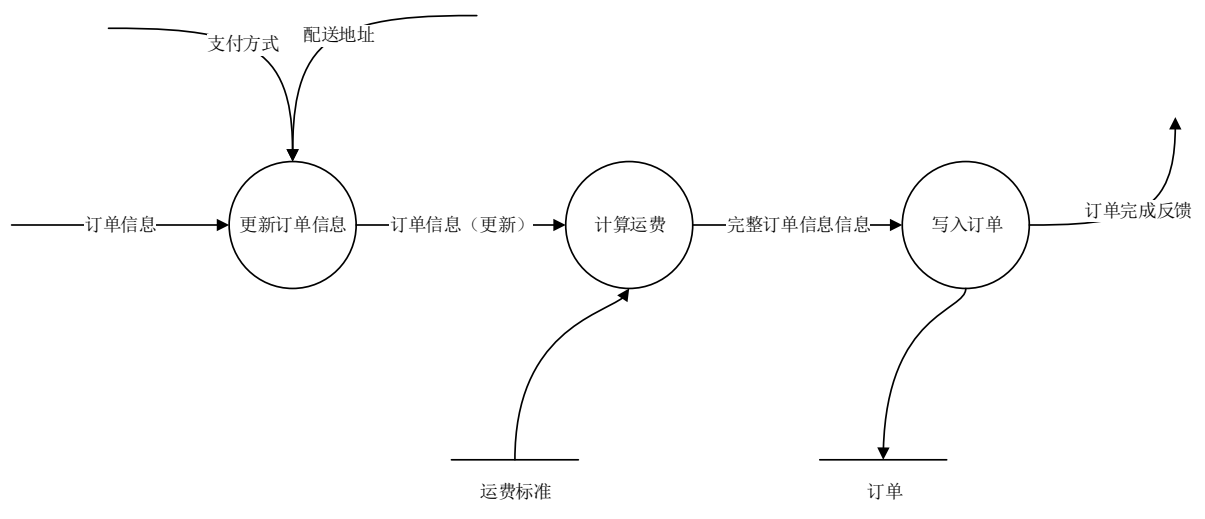 支付方式
配送地址
订单信息
更新订单信息
订单信息（更新）
计算运费
完整订单信息信息
写入订单
订单完成反馈
运费标准
订单